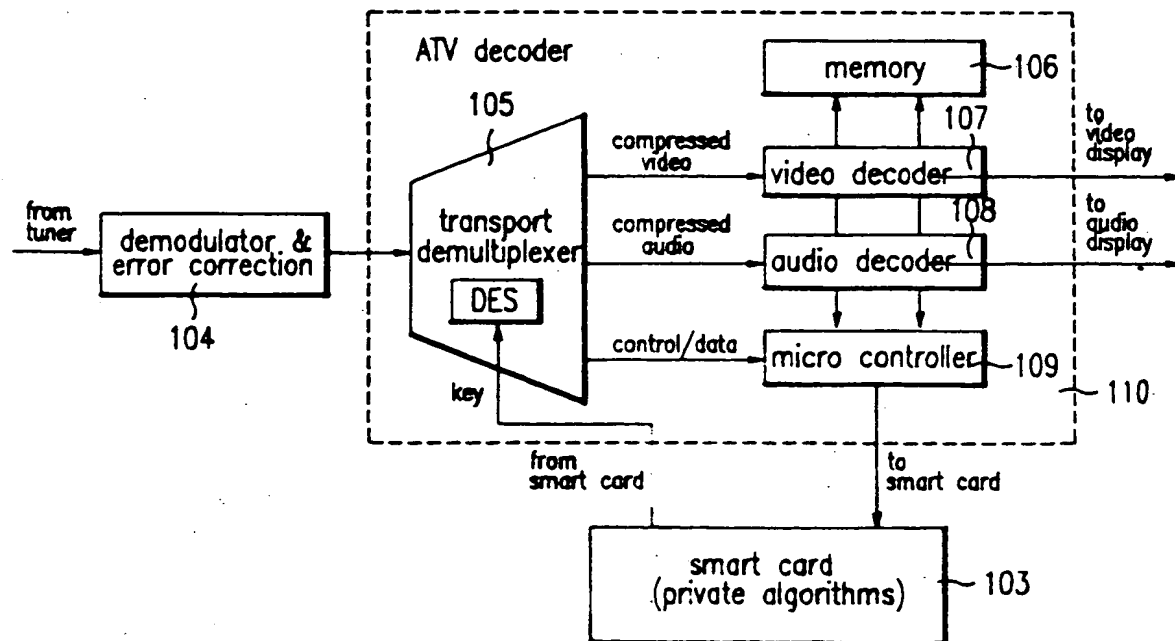 ATV decoder
memory
106
105
107
to
video
display
compressed
video
video decoder
from
tuner
demodulator &
error correction
104
transport
demultiplexer
DES
compressed
audio
108
audio decoder
to
audio
display
control/data
micro controller
109
key
110
from
smart card
to
smart card
smart card
(private algorithms)
103